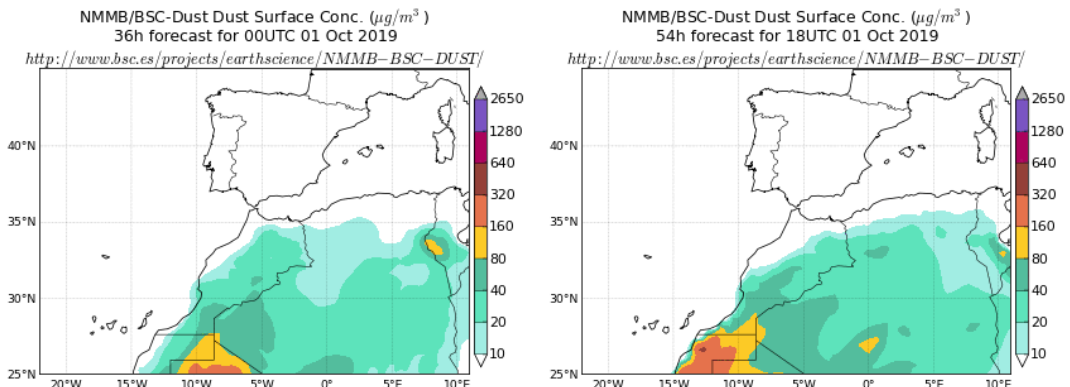 NMMB/BSC-Dust Dust Surface Conc. (μg/m³)
36h forecast for 00UTC 01 Oct 2019
http://www.bsc.es/projects/earthscience/NMMB−BSC−DUST/
2650
1280
640
320
160
80
40
20
10
40°N
35°N
30°N
25°N
20°W 15°W 10°W 5°W 0° 5°E 10°E
NMMB/BSC-Dust Dust Surface Conc. (μg/m³)
54h forecast for 18UTC 01 Oct 2019
http://www.bsc.es/projects/earthscience/NMMB−BSC−DUST/
2650
1280
640
320
160
80
40
20
10
40°N
35°N
30°N
25°N
20°W 15°W 10°W 5°W 0° 5°E 10°E